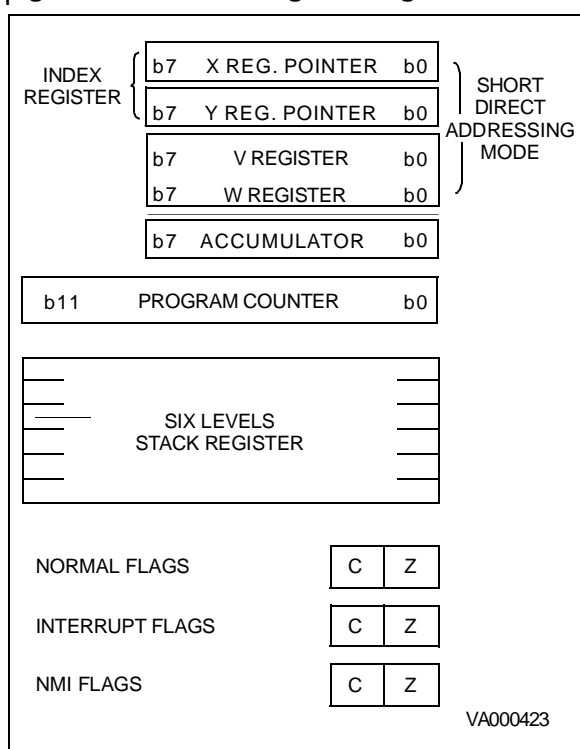 INDEX
REGISTER
b7 X REG. POINTER b0
b7 Y REG. POINTER b0
SHORT
DIRECT
ADDRESSING
MODE
b7 V REGISTER b0
b7 W REGISTER b0
b7 ACCUMULATOR b0
b11 PROGRAM COUNTER b0
SIX LEVELS
STACK REGISTER
NORMAL FLAGS C Z
INTERRUPT FLAGS C Z
NMI FLAGS C Z
VA000423